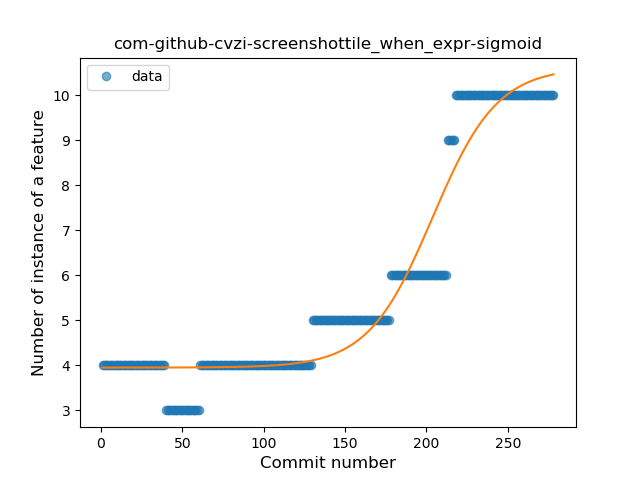 com-github-cvzi-screenshottile_when_expr-sigmoid
data
Number of instance of a feature
10
9
8
7
6
5
4
3
0 50 100 150 200 250
Commit number